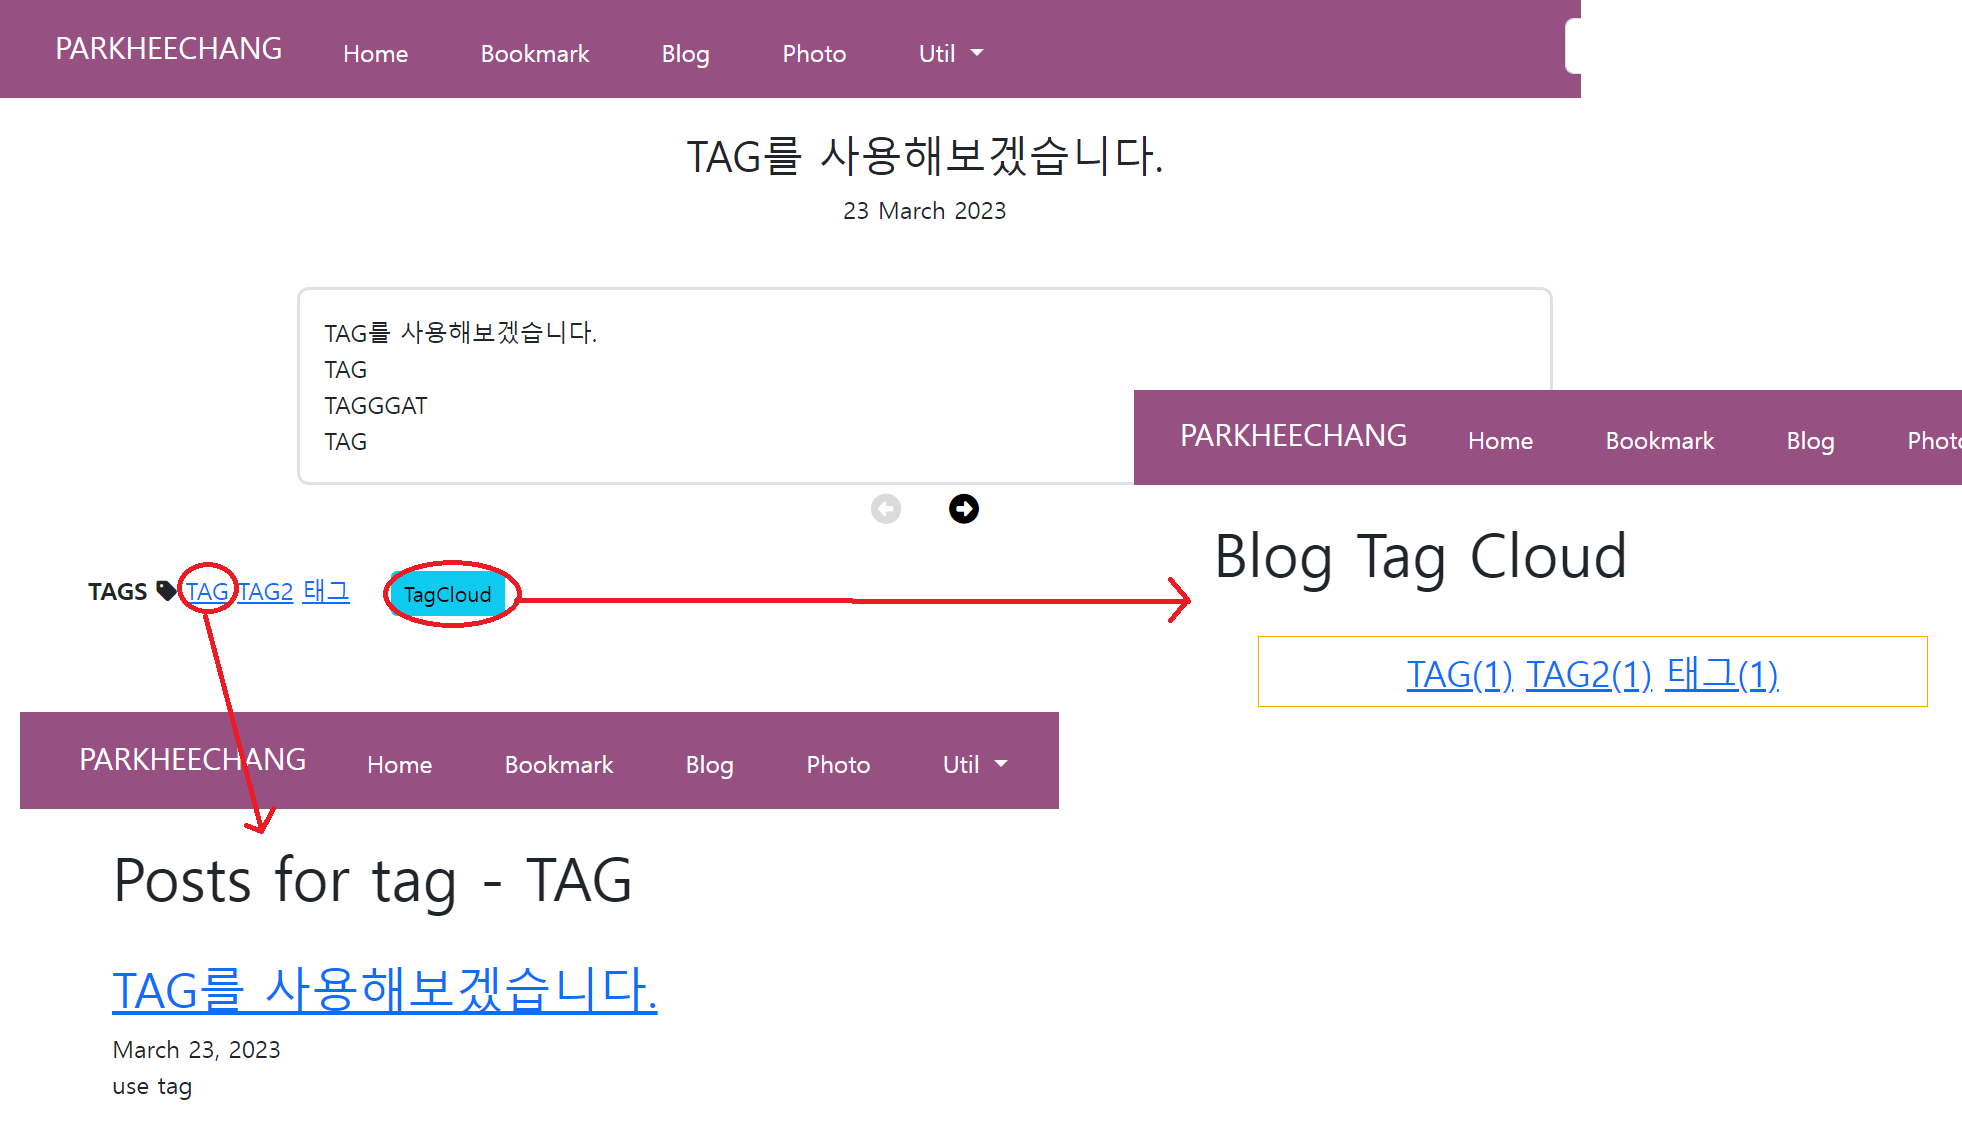 PARKHEECHANG Home Bookmark Blog Photo Util
TAG를 사용해보겠습니다.
23 March 2023
TAG를 사용해보겠습니다.
TAG
TAGGGAT
TAG
TAGS TAG TAG2 태그 TagCloud
PARKHEECHANG Home Bookmark Blog Photo
Blog Tag Cloud
TAG(1) TAG2(1) 태그(1)
PARKHEECHANG Home Bookmark Blog Photo Util
Posts for tag - TAG
TAG를 사용해보겠습니다.
March 23, 2023
use tag